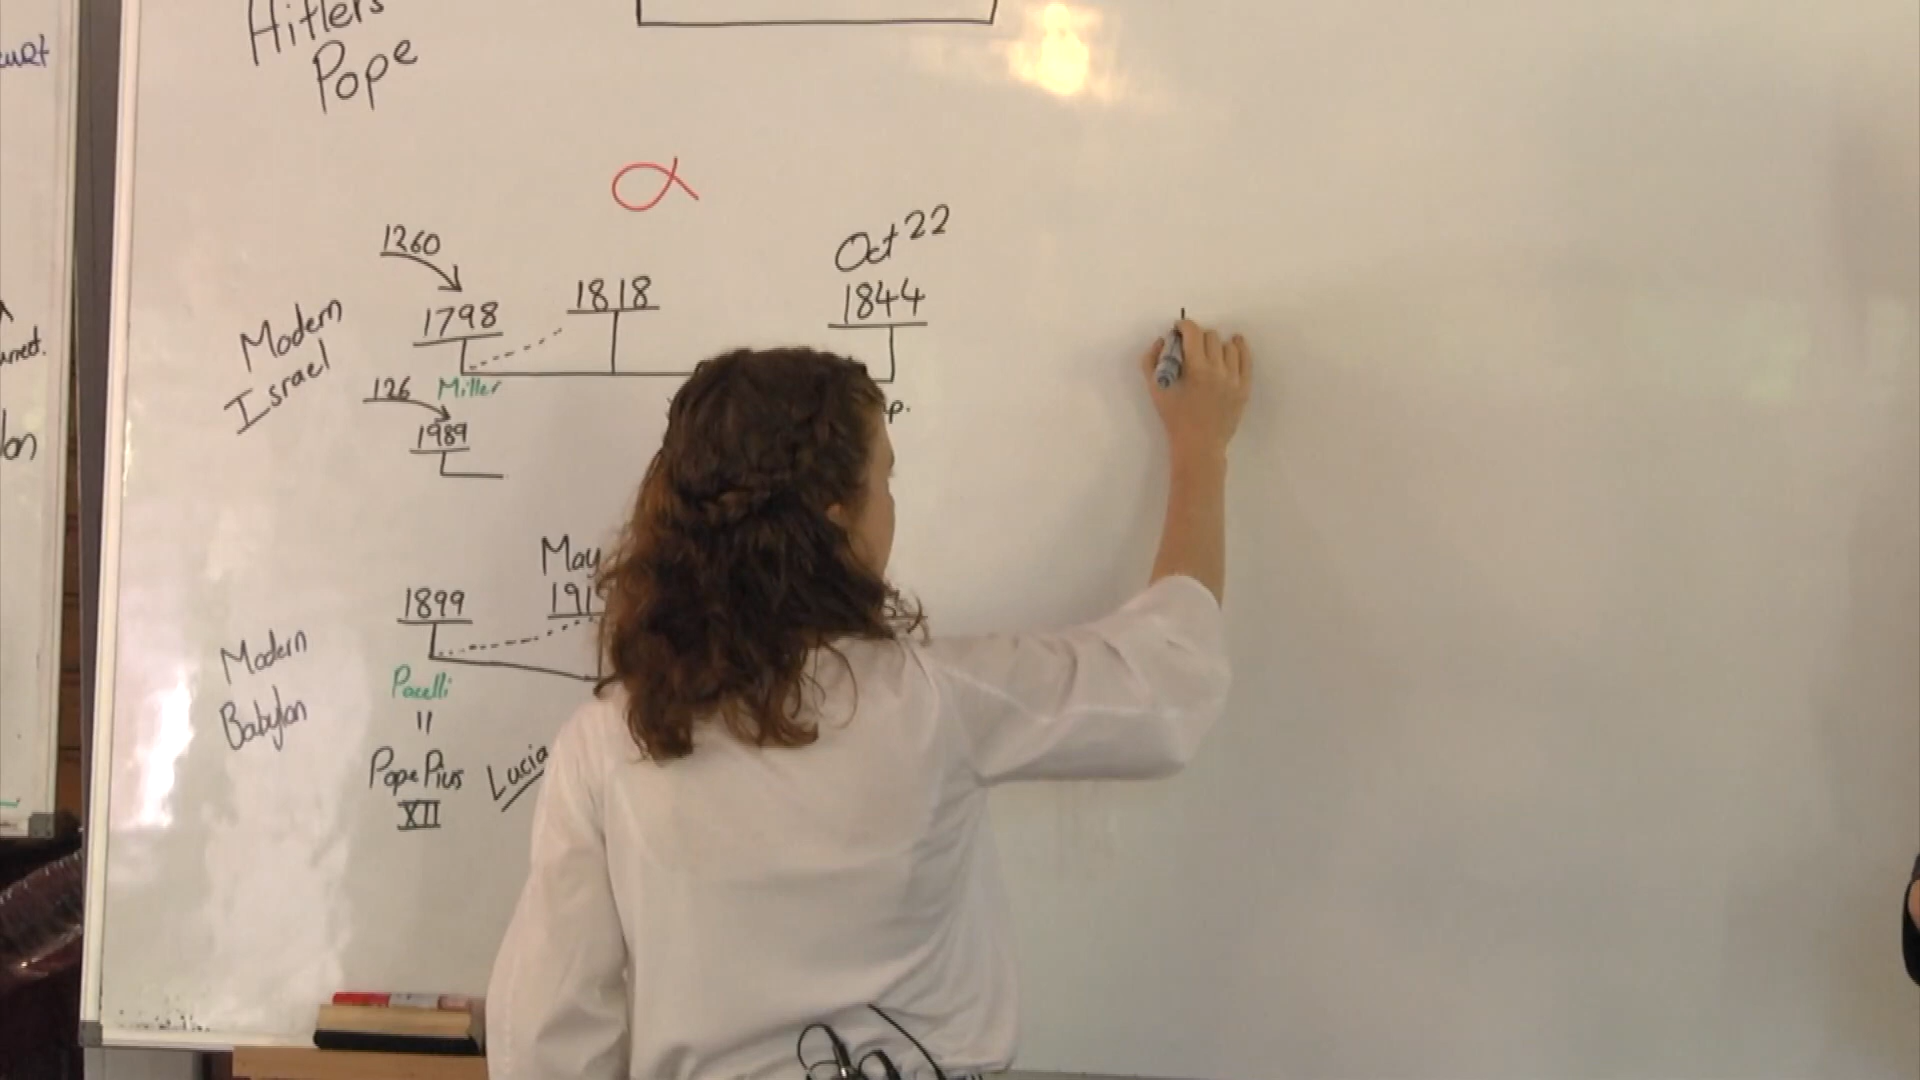 Hitlers
Pope
α
Oct 22
1260
1798
1818
1844
Modern
Israel
Miller
p.
126
1989
May
1899
191
Modern
Babylon
Pacelli
"
Pope Pius
XII
Lucia